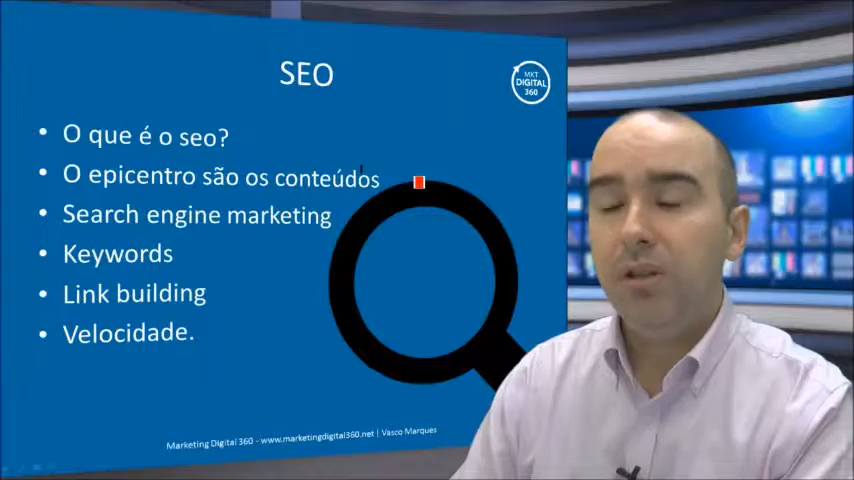 SEO
MKT
DIGITAL
360
O que é o seo?
O epicentro são os conteúdos
Search engine marketing
Keywords
Link building
Velocidade.
Marketing Digital 360 - www.marketingdigital360.net | Vasco Marques